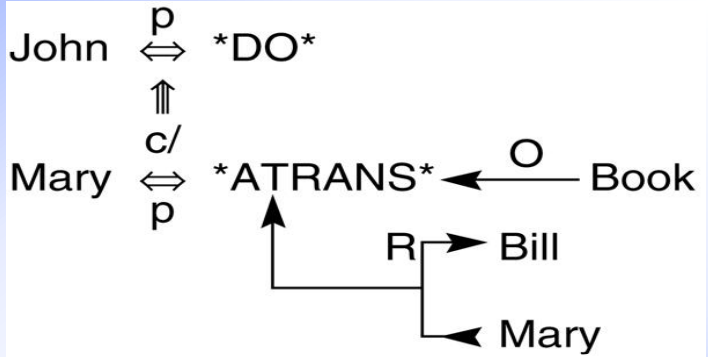 p
John ⇔ *DO*
⤊
c/
Mary ⇔ *ATRANS* O Book
p
R Bill
Mary